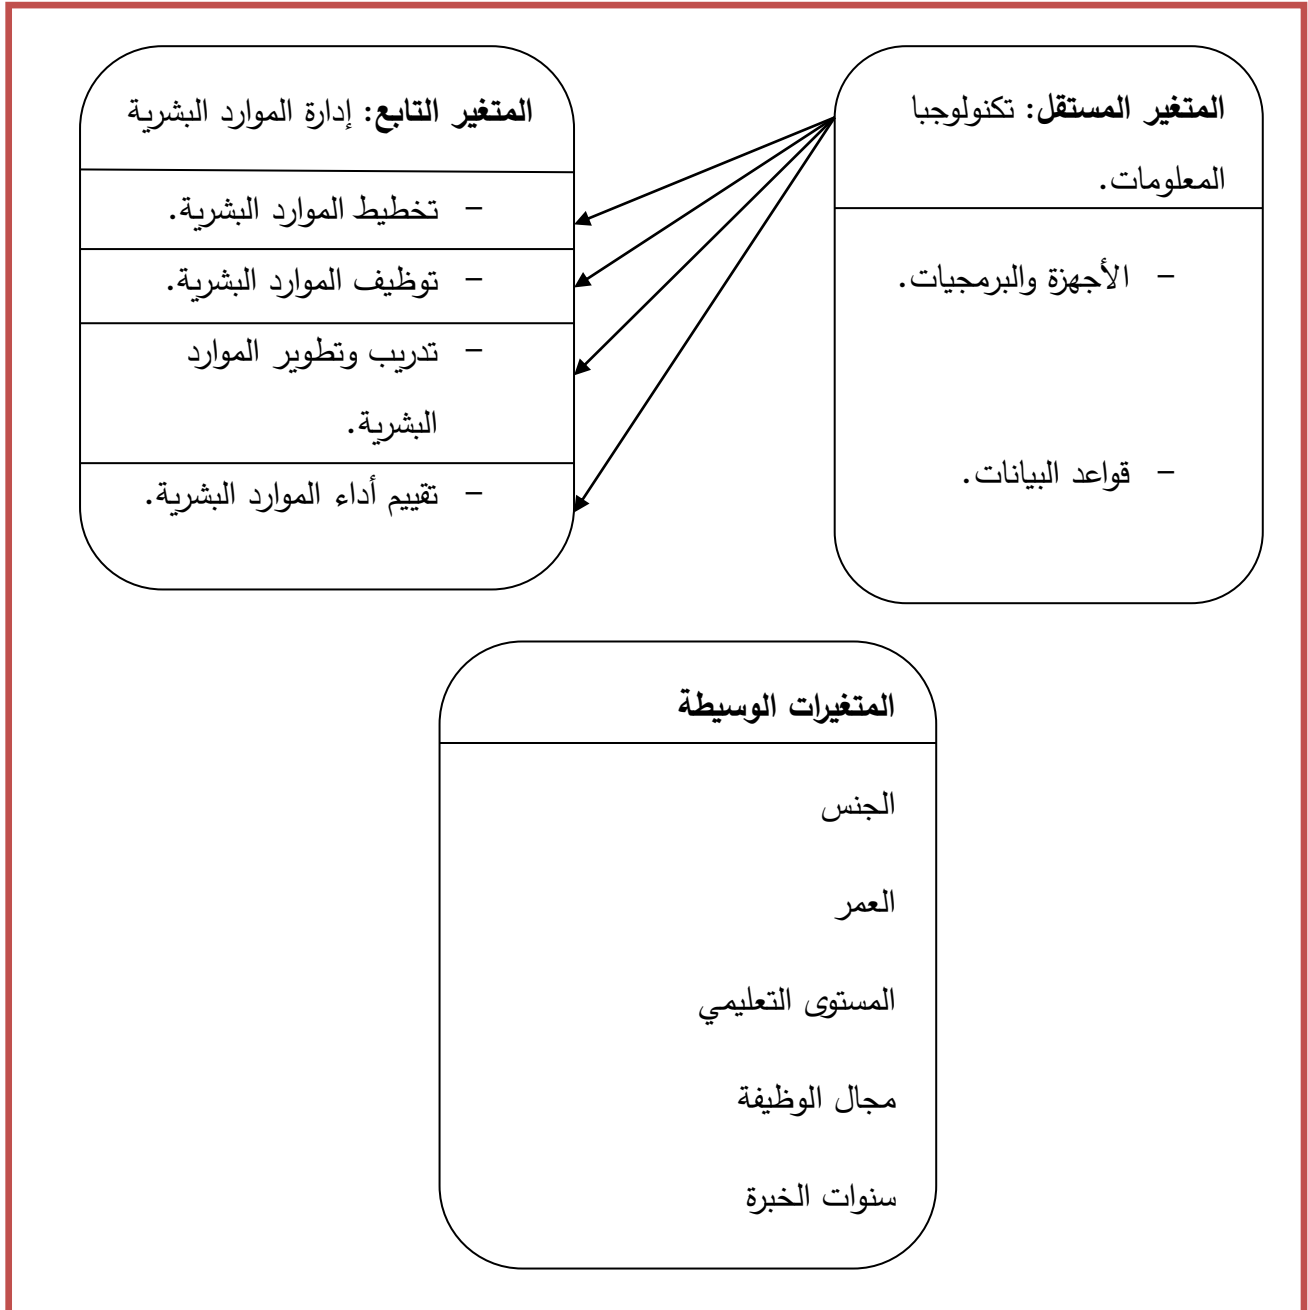 المتغير المستقل: تكنولوجبا
المعلومات.
- الأجهزة والبرمجيات.
- قواعد البيانات.
المتغير التابع: إدارة الموارد البشرية
- تخطيط الموارد البشرية.
- توظيف الموارد البشرية.
- تدريب وتطوير الموارد
البشرية.
- تقييم أداء الموارد البشرية.
المتغيرات الوسيطة
الجنس
العمر
المستوى التعليمي
مجال الوظيفة
سنوات الخبرة